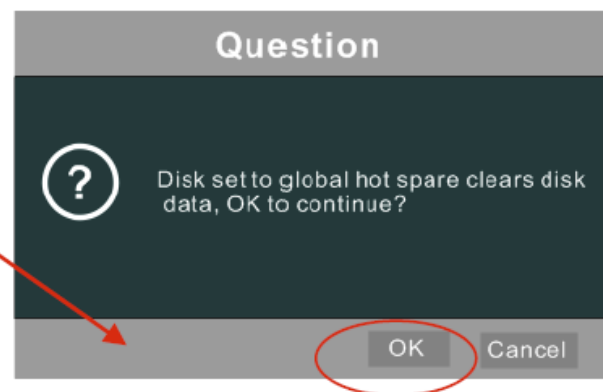 Question
?
Disk set to global hot spare clears disk
data, OK to continue?
OK Cancel